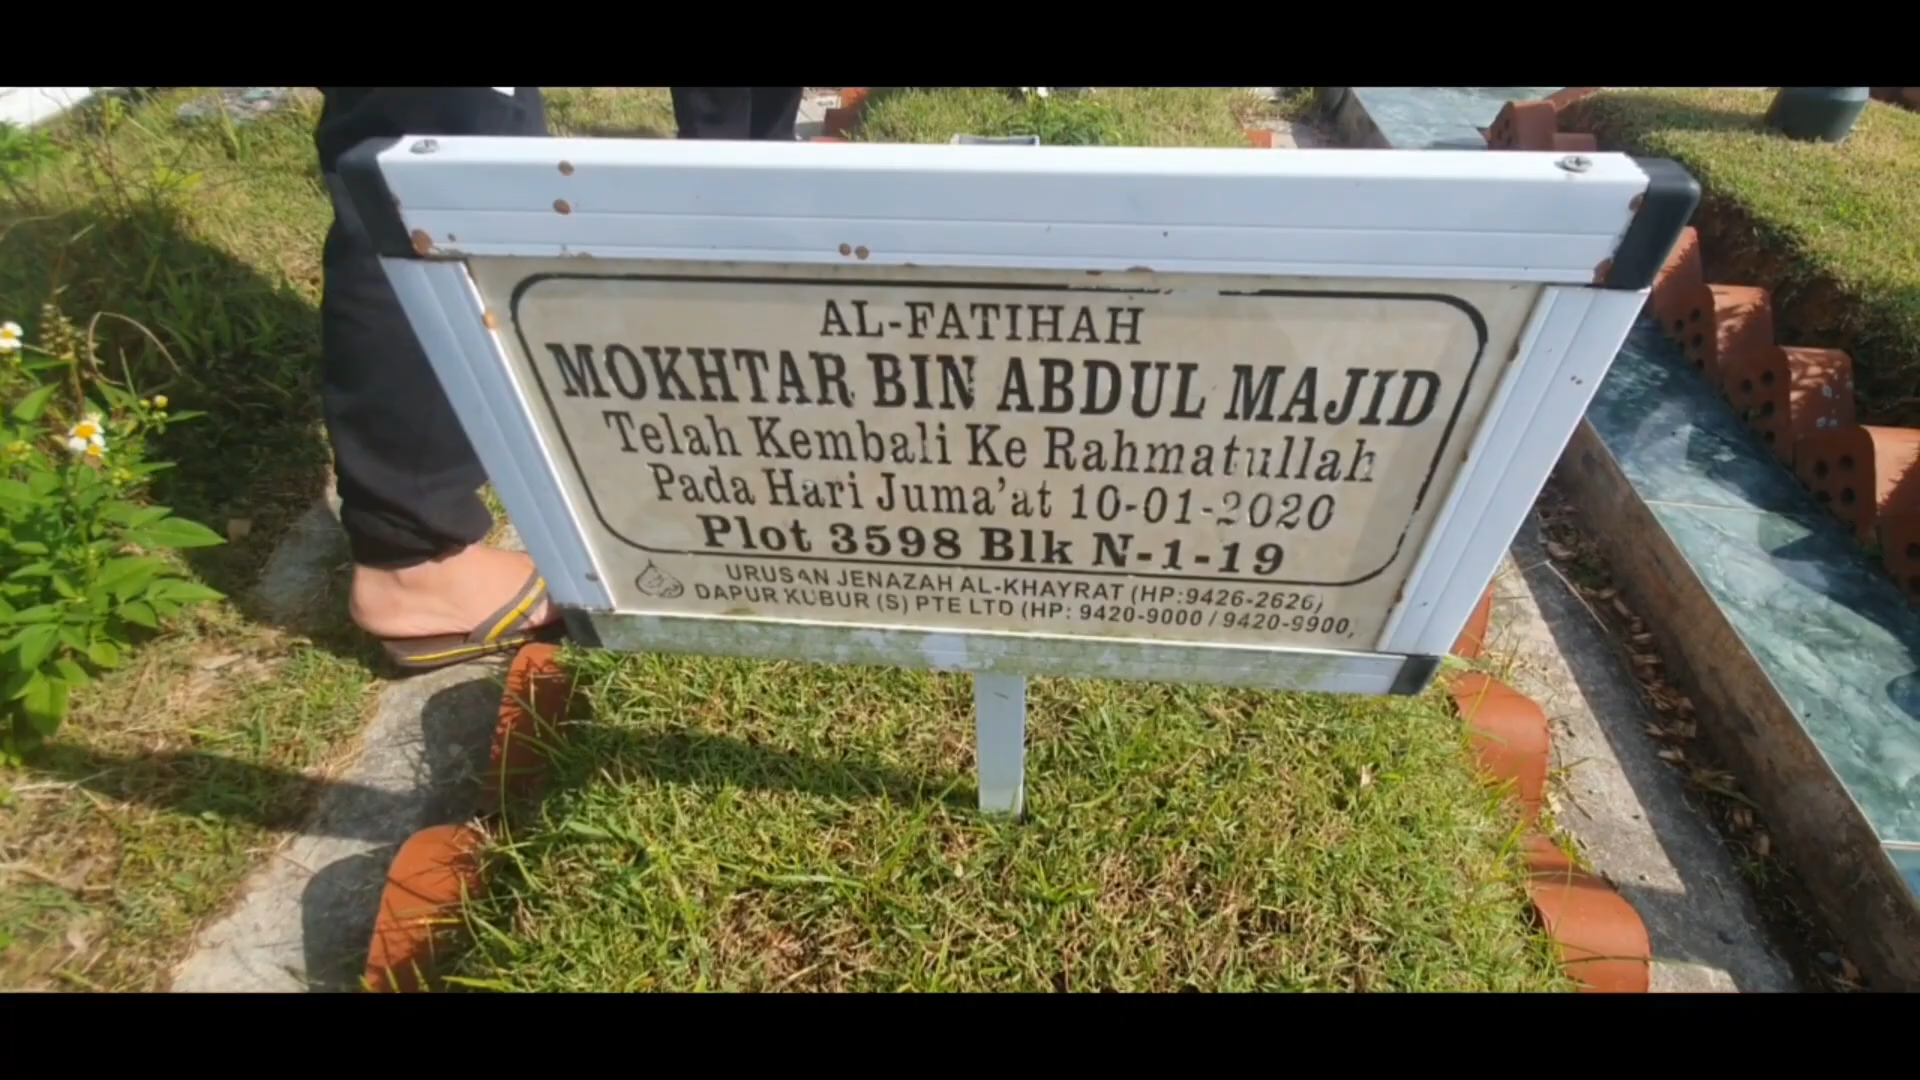 AL-FATIHAH
MOKHTAR BIN ABDUL MAJID
Telah Kembali Ke Rahmatullah
Pada Hari Juma'at 10-01-2020
Plot 3598 Blk N-1-19
URUSAN JENAZAH AL-KHAYRAT (HP:9426-2626)
DAPUR KUBUR (S) PTE LTD (HP: 9420-9000 / 9420-9900)